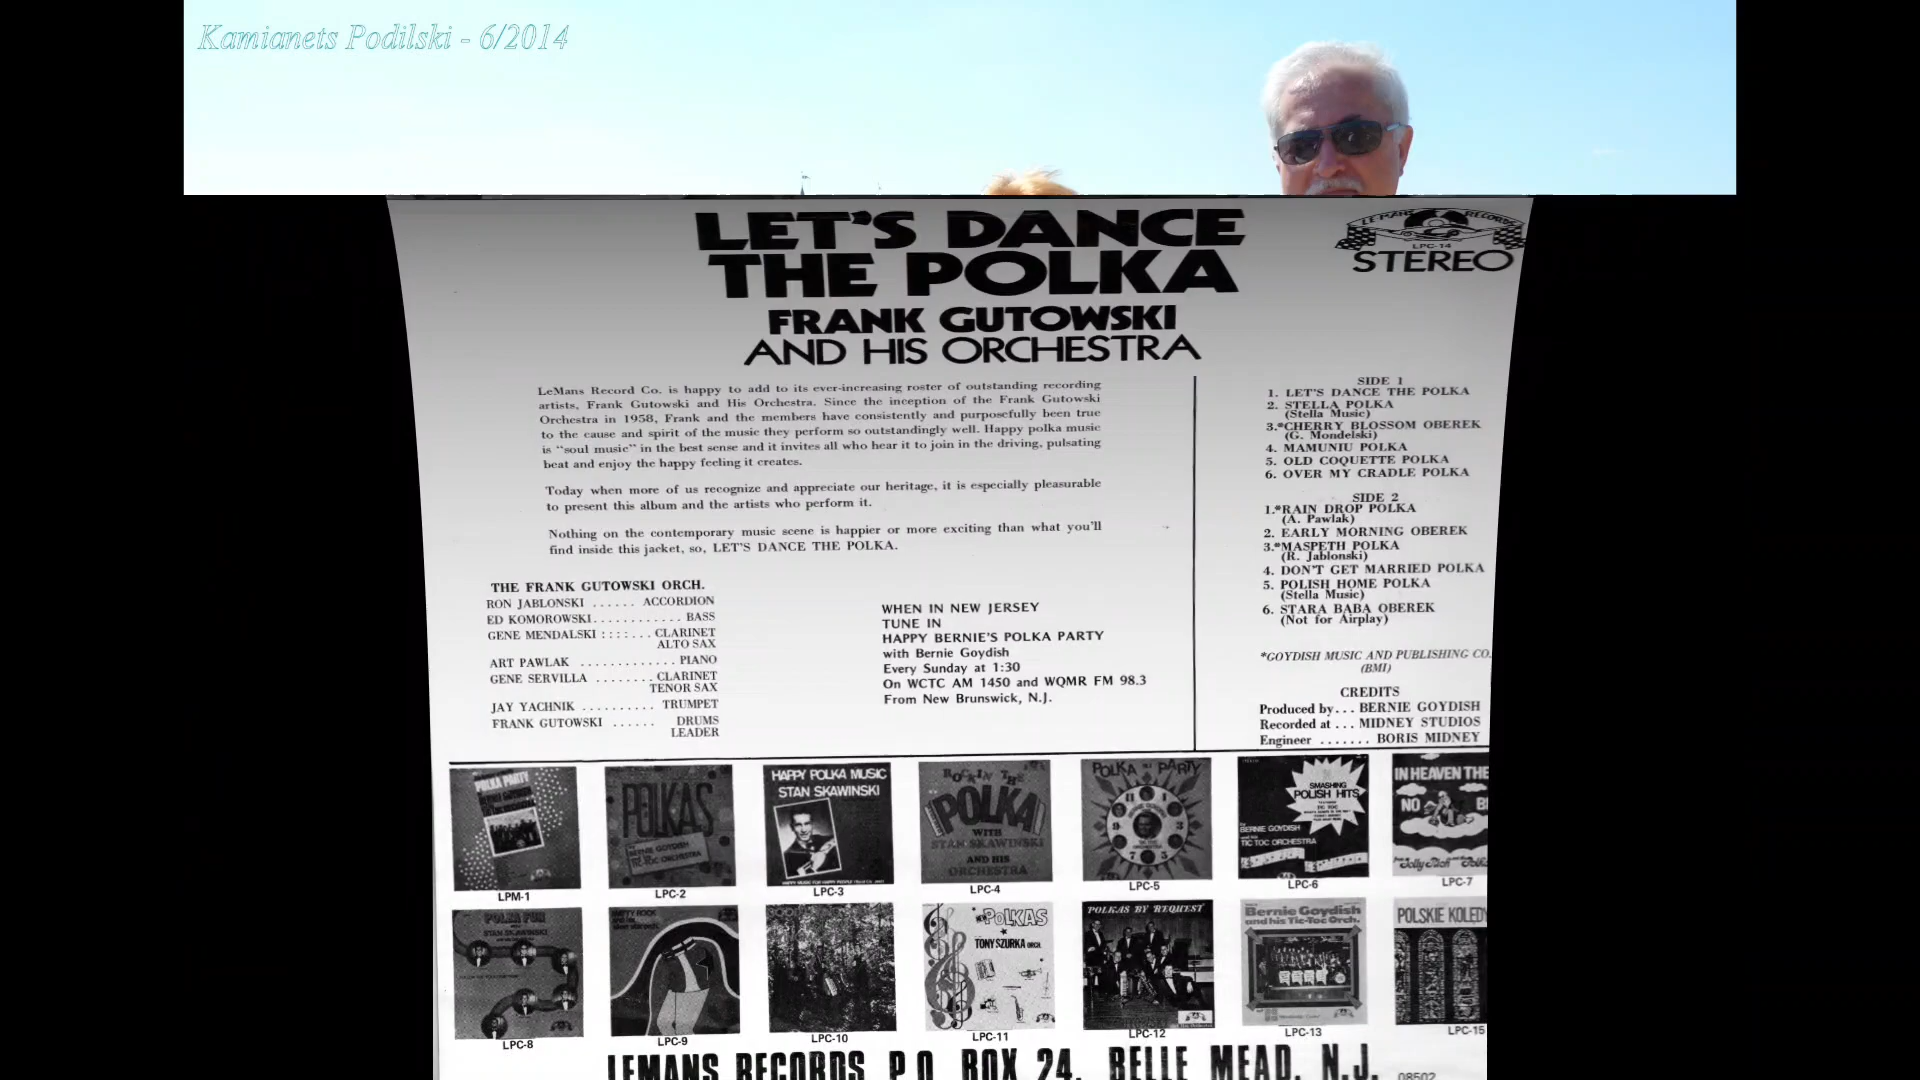 Kamianets Podilski - 6/2014
LET'S DANCE
THE POLKA
FRANK GUTOWSKI
AND HIS ORCHESTRA
LE MANS RECORDS
LPC-14
STEREO
LeMans Record Co. is happy to add to its ever-increasing roster of outstanding recording
artists, Frank Gutowski and His Orchestra. Since the inception of the Frank Gutowski
Orchestra in 1958, Frank and the members have consistently and purposefully been true
to the cause and spirit of the music they perform so outstandingly well. Happy polka music
is "soul music" in the best sense and it invites all who hear it to join in the driving, pulsating
beat and enjoy the happy feeling it creates.
Today when more of us recognize and appreciate our heritage, it is especially pleasurable
to present this album and the artists who perform it.
Nothing on the contemporary music scene is happier or more exciting than what you'll
find inside this jacket, so, LET'S DANCE THE POLKA.
THE FRANK GUTOWSKI ORCH.
RON JABLONSKI ...... ACCORDION
ED KOMOROWSKI............ BASS
GENE MENDALSKI ::::... CLARINET
ALTO SAX
ART PAWLAK ............. PIANO
GENE SERVILLA ........ CLARINET
TENOR SAX
JAY YACHNIK .......... TRUMPET
FRANK GUTOWSKI ...... DRUMS
LEADER
WHEN IN NEW JERSEY
TUNE IN
HAPPY BERNIE'S POLKA PARTY
with Bernie Goydish
Every Sunday at 1:30
On WCTC AM 1450 and WQMR FM 98.3
From New Brunswick, N.J.
SIDE 1
1. LET'S DANCE THE POLKA
2. STELLA POLKA
(Stella Music)
3.*CHERRY BLOSSOM OBEREK
(G. Mondelski)
4. MAMUNIU POLKA
5. OLD COQUETTE POLKA
6. OVER MY CRADLE POLKA
SIDE 2
1.*RAIN DROP POLKA
(A. Pawlak)
2. EARLY MORNING OBEREK
3.*MASPETH POLKA
(R. Jablonski)
4. DON'T GET MARRIED POLKA
5. POLISH HOME POLKA
(Stella Music)
6. STARA BABA OBEREK
(Not for Airplay)
*GOYDISH MUSIC AND PUBLISHING CO.
(BMI)
CREDITS
Produced by... BERNIE GOYDISH
Recorded at ... MIDNEY STUDIOS
Engineer ....... BORIS MIDNEY
POLKA PARTY
LPM-1
POLKAS
BERNIE GOYDISH
TIC TOC ORCHESTRA
LPC-2
HAPPY POLKA MUSIC
STAN SKAWINSKI
LPC-3
ROCKIN THE
POLKA
WITH
STAN SKAWINSKI
AND HIS
ORCHESTRA
LPC-4
POLKA PARTY
LPC-5
SMASHING
POLISH HITS
BERNIE GOYDISH
TIC TOC ORCHESTRA
LPC-6
IN HEAVEN THE
NO B
LPC-7
POLKA FUN
STAN SKAWINSKI
LPC-8
LPC-9
LPC-10
POLKAS
TONY SZURKA ORCH.
LPC-11
POLKAS BY REQUEST
LPC-12
Bernie Goydish
and his Tic-Toc Orch.
LPC-13
POLSKIE KOLEDY
LPC-15
LEMANS RECORDS P.O. BOX 24, BELLE MEAD, N.J. 08502